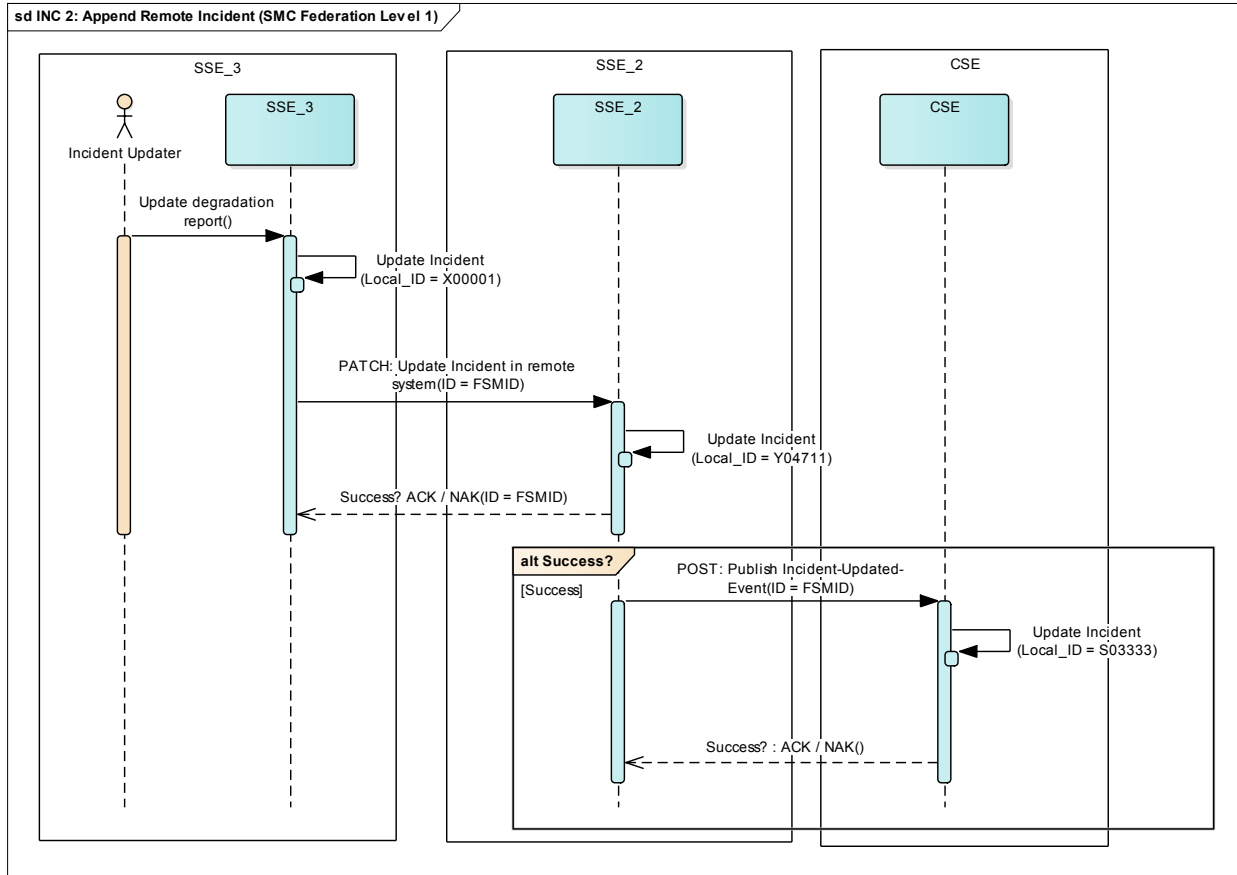 sd INC 2: Append Remote Incident (SMC Federation Level 1)
SSE_3
SSE_2
CSE
SSE_3
SSE_2
CSE
Incident Updater
Update degradation
report()
Update Incident
(Local_ID = X00001)
PATCH: Update Incident in remote
system(ID = FSMID)
Update Incident
(Local_ID = Y04711)
Success? ACK / NAK(ID = FSMID)
alt Success?
[Success]
POST: Publish Incident-Updated-
Event(ID = FSMID)
Update Incident
(Local_ID = S03333)
Success? : ACK / NAK()